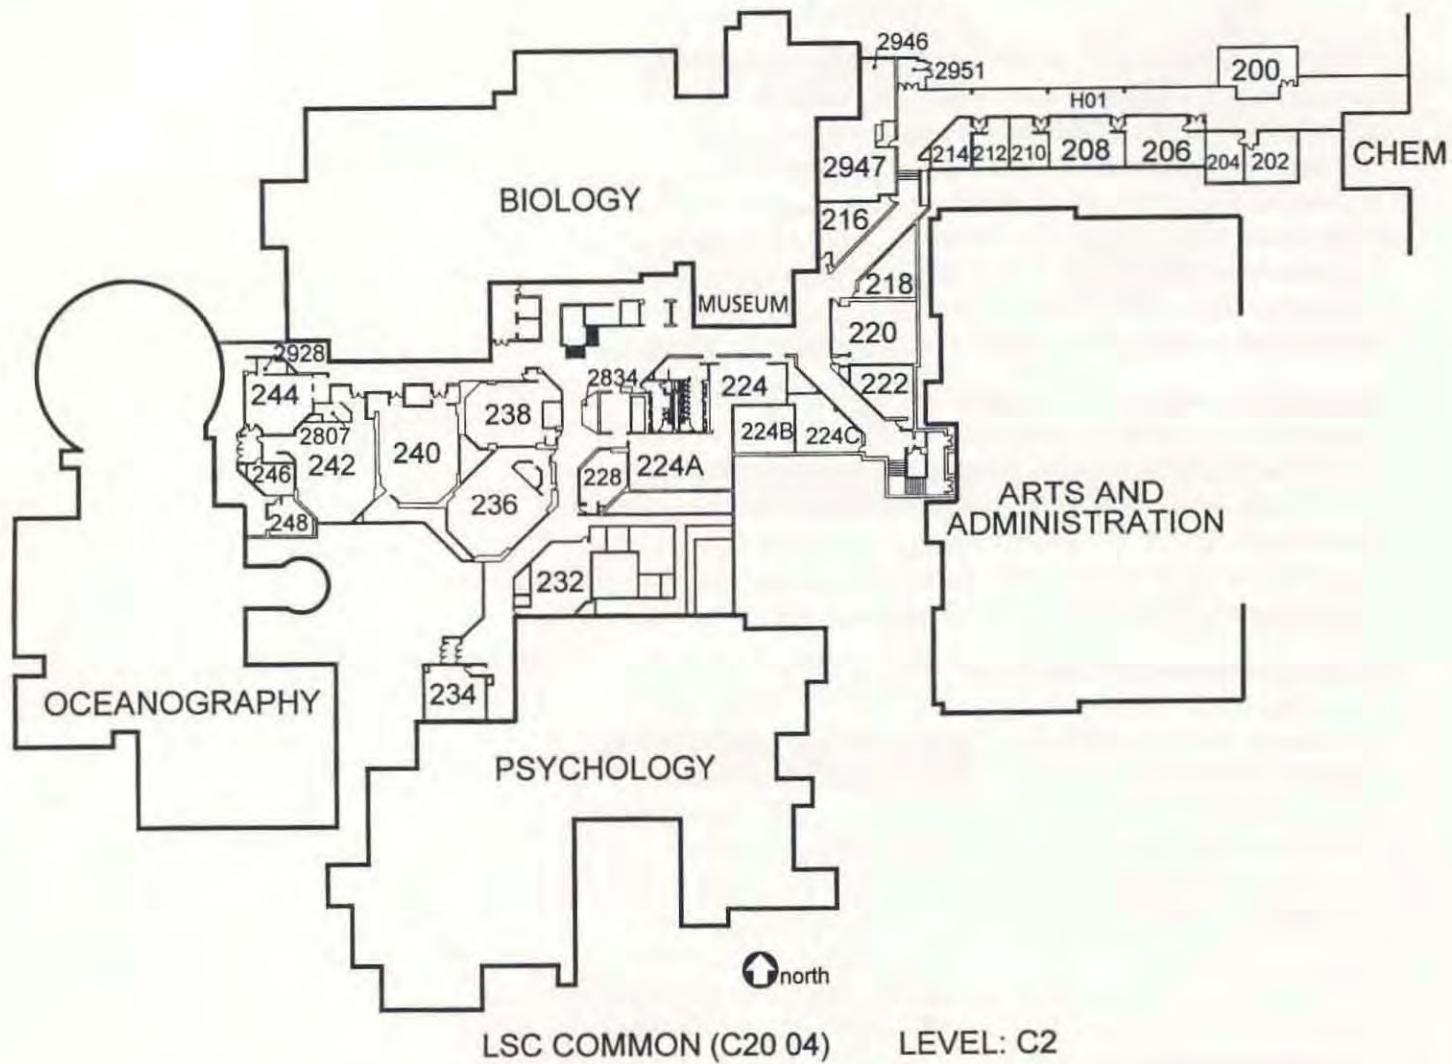 2946
2951
200
H01
214
212
210
208
206
204
202
CHEM
2947
BIOLOGY
216
218
MUSEUM
220
2928
244
2834
224
222
238
2807
242
240
224B
224C
246
228
224A
236
248
ARTS AND
ADMINISTRATION
232
234
OCEANOGRAPHY
PSYCHOLOGY
north
LSC COMMON (C20 04) LEVEL: C2